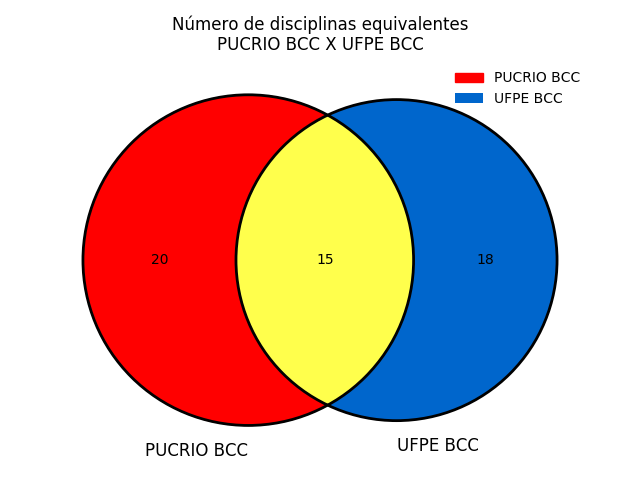 Número de disciplinas equivalentes
PUCRIO BCC X UFPE BCC
PUCRIO BCC
UFPE BCC
20
15
18
PUCRIO BCC
UFPE BCC